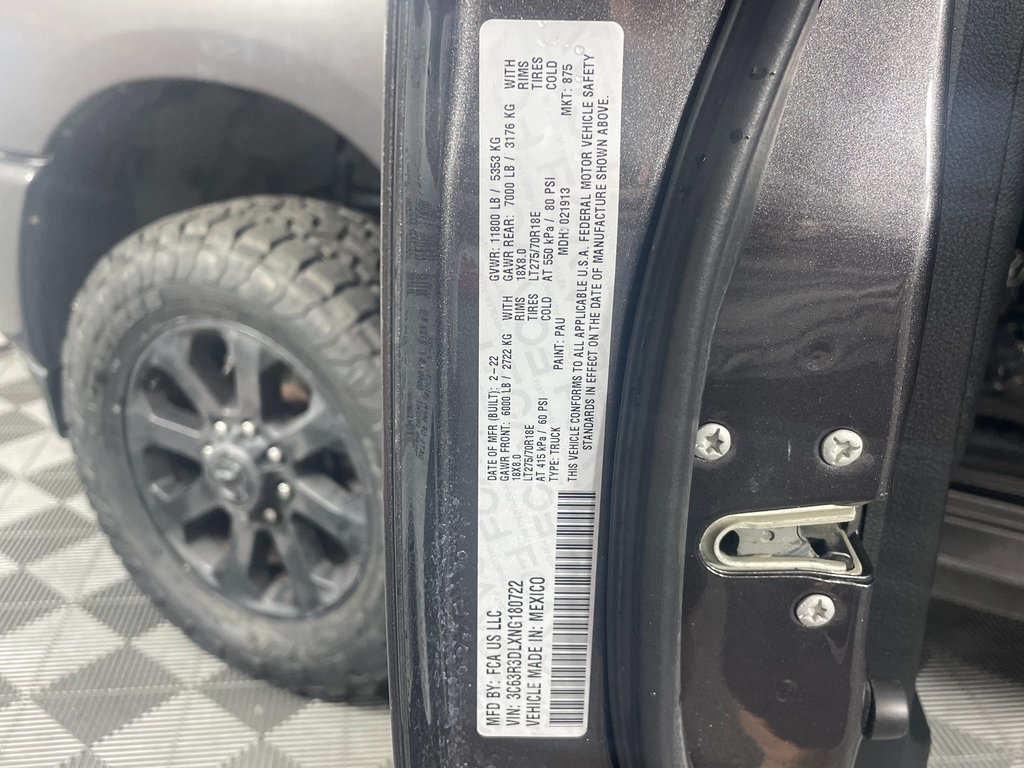 MFD BY: FCA US LLC
DATE OF MFR (BUILT): 2-22
GVWR: 11800 LB / 5353 KG
VIN: 3C63R3DLXNG180722
GAWR FRONT: 6000 LB / 2722 KG WITH
GAWR REAR: 7000 LB / 3176 KG WITH
VEHICLE MADE IN: MEXICO
18X8.0 RIMS
18X8.0 RIMS
LT275/70R18E TIRES
LT275/70R18E TIRES
AT 415 kPa / 60 PSI COLD
AT 550 kPa / 80 PSI COLD
TYPE: TRUCK PAINT: PAU MDH: 021913 MKT: 875
THIS VEHICLE CONFORMS TO ALL APPLICABLE U.S.A. FEDERAL MOTOR VEHICLE SAFETY
STANDARDS IN EFFECT ON THE DATE OF MANUFACTURE SHOWN ABOVE.